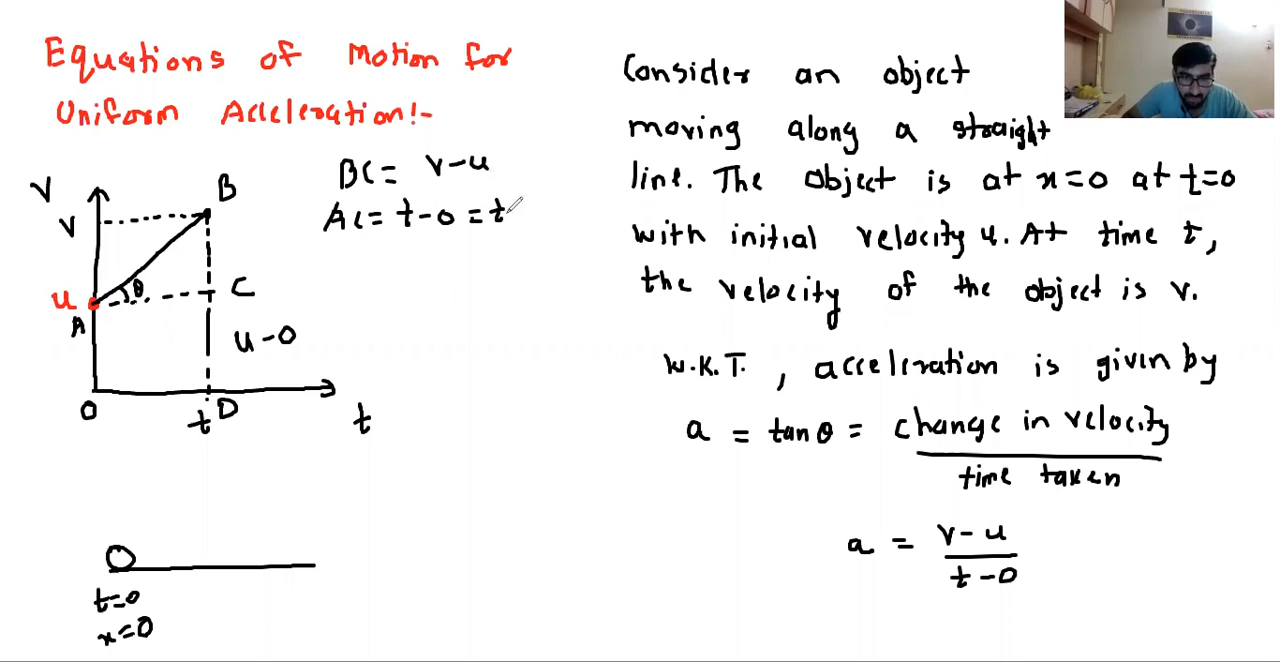 Equations of Motion for
Uniform Acceleration:-
BC = v-u
AC = t-0 = t
V
B
v
θ
u
C
A
u-0
0
t
D
t
t=0
x=0
Consider an object
moving along a straight
line. The object is at x=0 at t=0
with initial velocity u. At time t,
the velocity of the object is v.
W.K.T. , acceleration is given by
a = tan θ = change in velocity
time taken
a = v-u
t-0